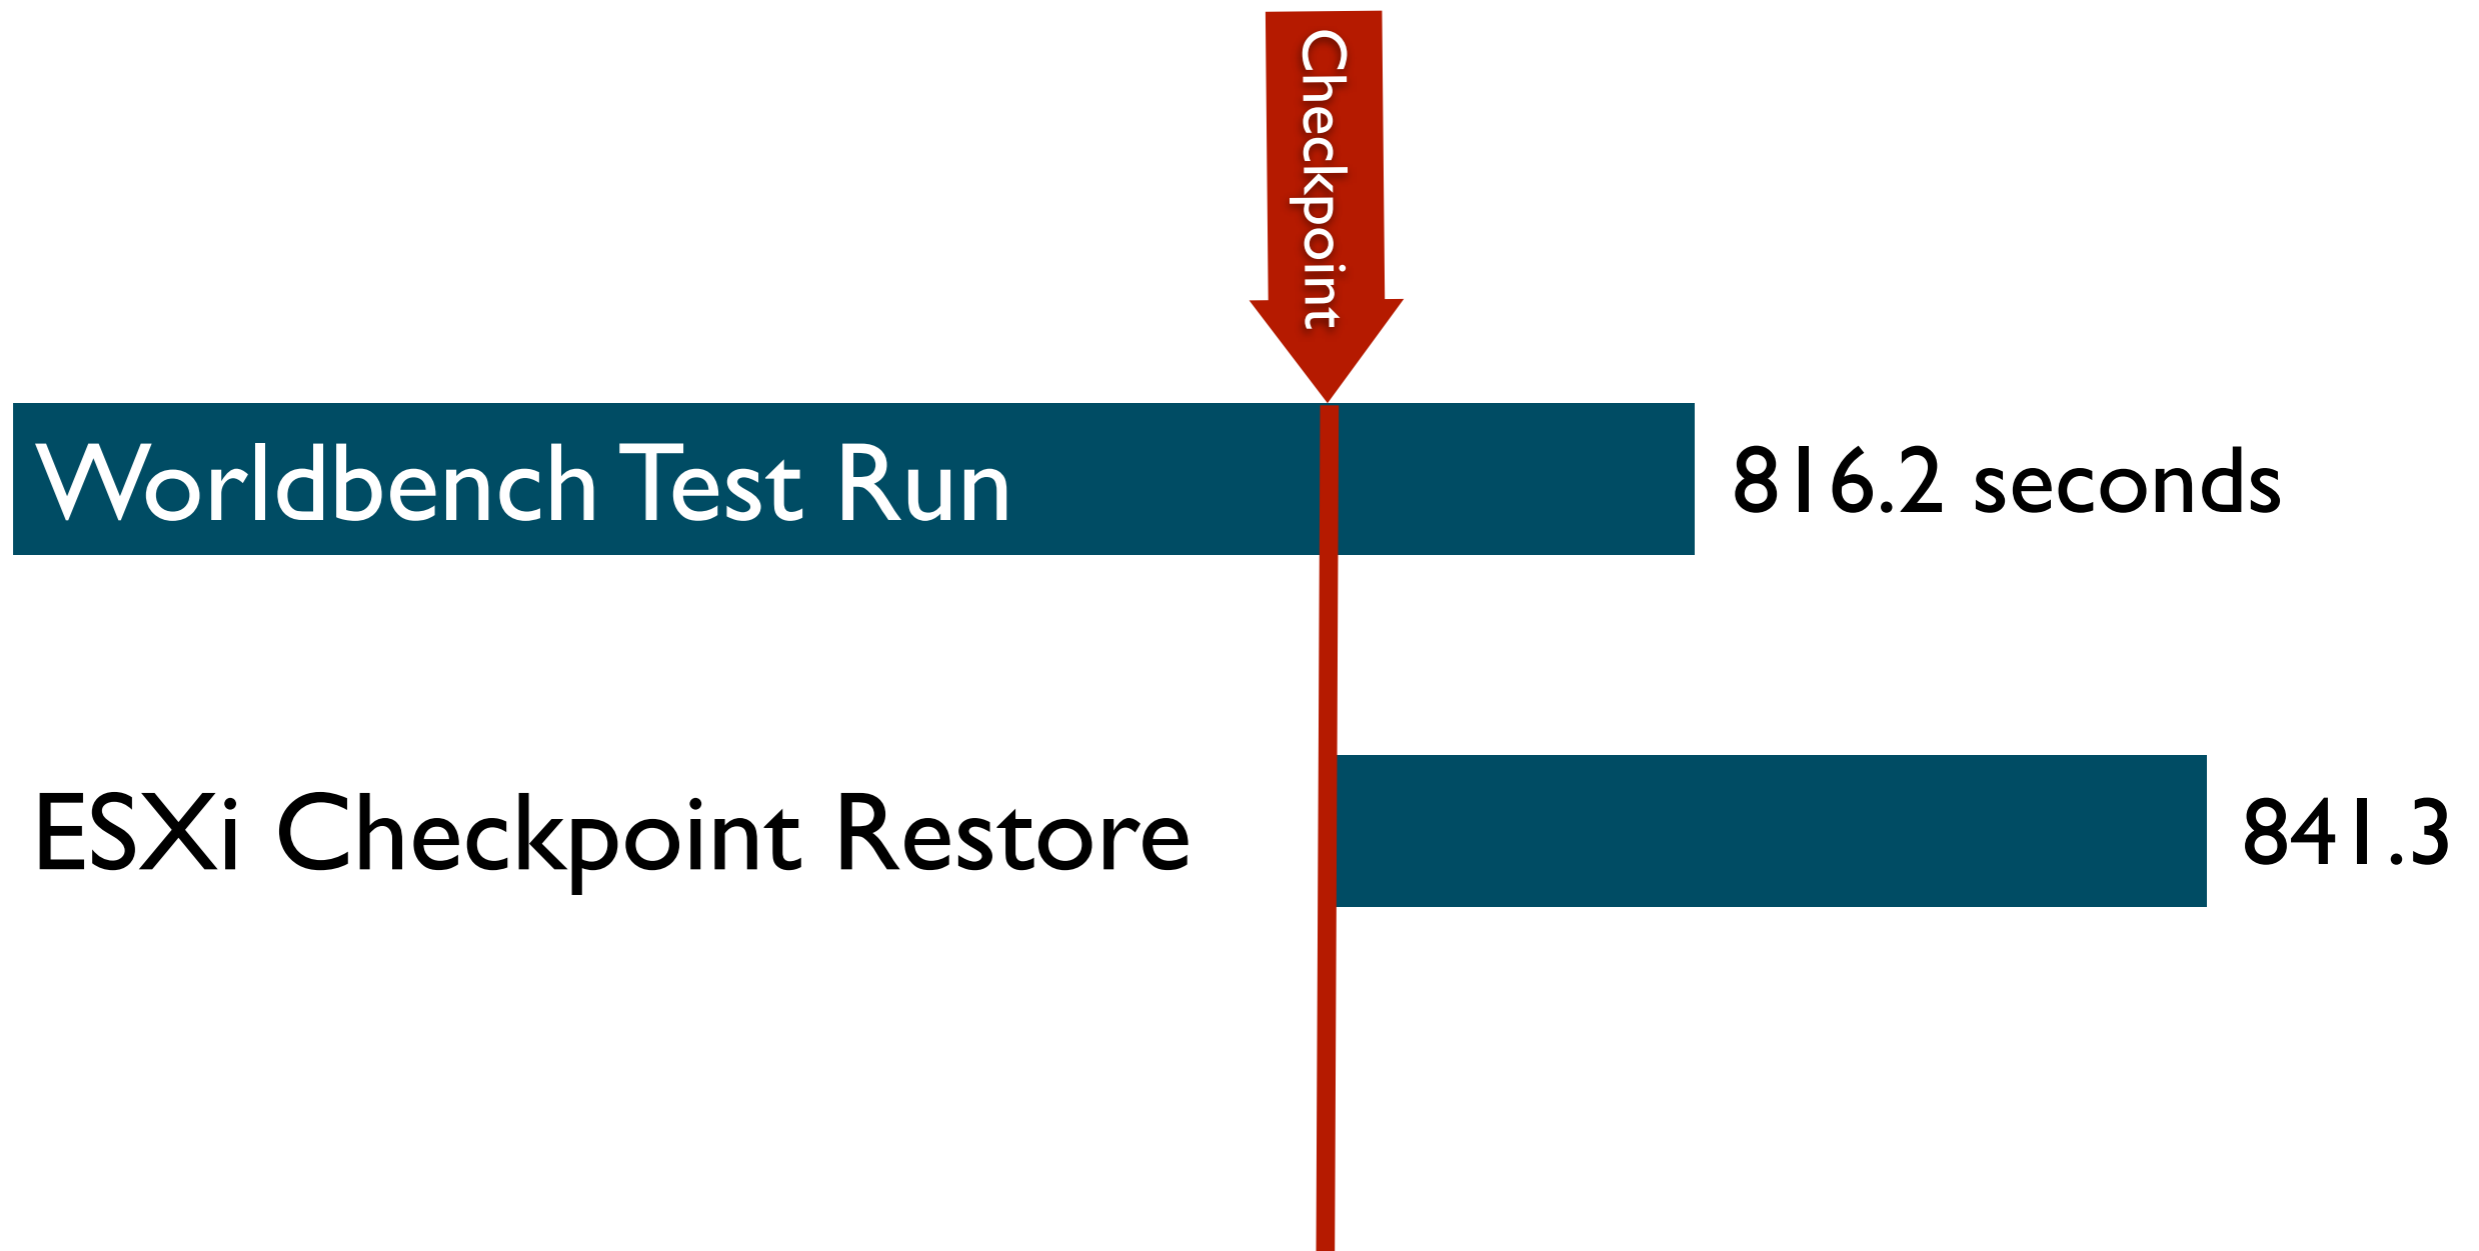 Checkpoint
Worldbench Test Run
816.2 seconds
ESXi Checkpoint Restore
841.3